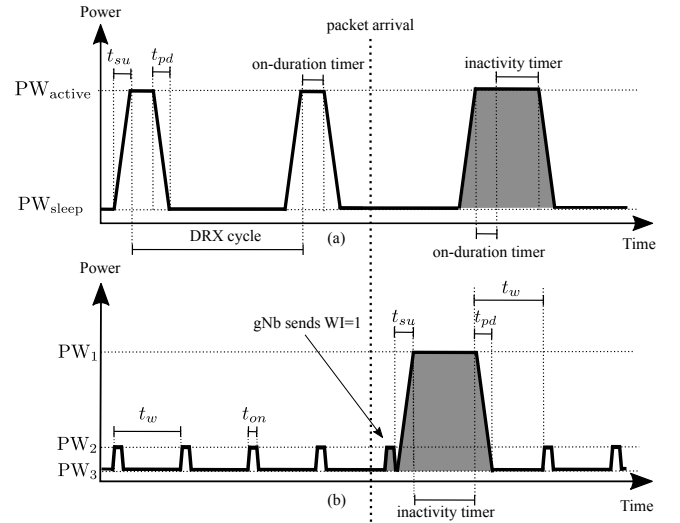 Power
packet arrival
t_su
t_pd
on-duration timer
inactivity timer
PW_active
PW_sleep
DRX cycle
(a)
Time
on-duration timer
Power
t_w
gNb sends WI=1
t_su
t_pd
PW_1
t_w
t_on
PW_2
PW_3
(b)
inactivity timer
Time